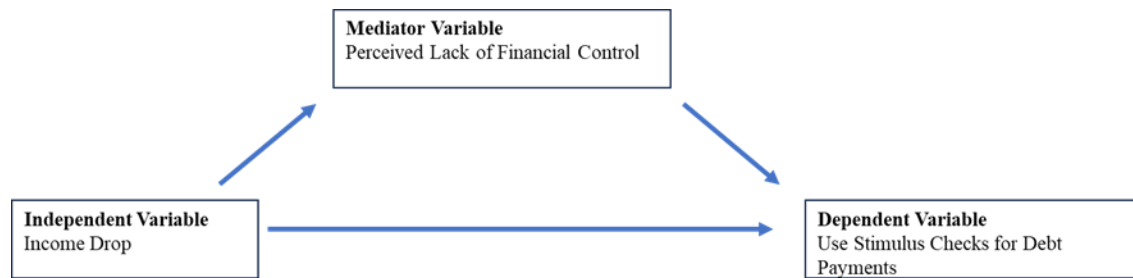 Mediator Variable
Perceived Lack of Financial Control
Independent Variable
Income Drop
Dependent Variable
Use Stimulus Checks for Debt
Payments